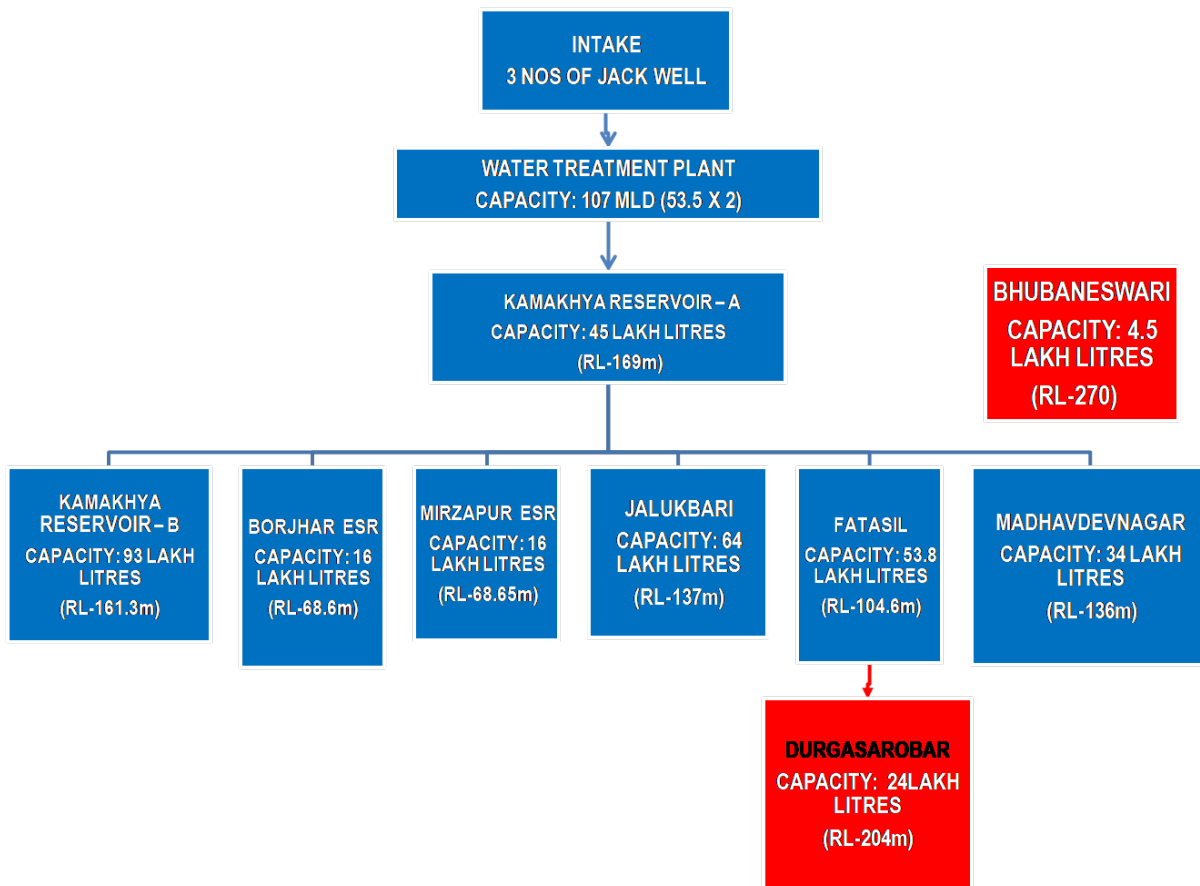 INTAKE
3 NOS OF JACK WELL
WATER TREATMENT PLANT
CAPACITY: 107 MLD (53.5 X 2)
KAMAKHYA RESERVOIR – A
CAPACITY: 45 LAKH LITRES
(RL-169m)
BHUBANESWARI
CAPACITY: 4.5
LAKH LITRES
(RL-270)
KAMAKHYA
RESERVOIR – B
CAPACITY: 93 LAKH
LITRES
(RL-161.3m)
BORJHAR ESR
CAPACITY: 16
LAKH LITRES
(RL-68.6m)
MIRZAPUR ESR
CAPACITY: 16
LAKH LITRES
(RL-68.65m)
JALUKBARI
CAPACITY: 64
LAKH LITRES
(RL-137m)
FATASIL
CAPACITY: 53.8
LAKH LITRES
(RL-104.6m)
MADHAVDEVNAGAR
CAPACITY: 34 LAKH
LITRES
(RL-136m)
DURGASAROBAR
CAPACITY: 24LAKH
LITRES
(RL-204m)